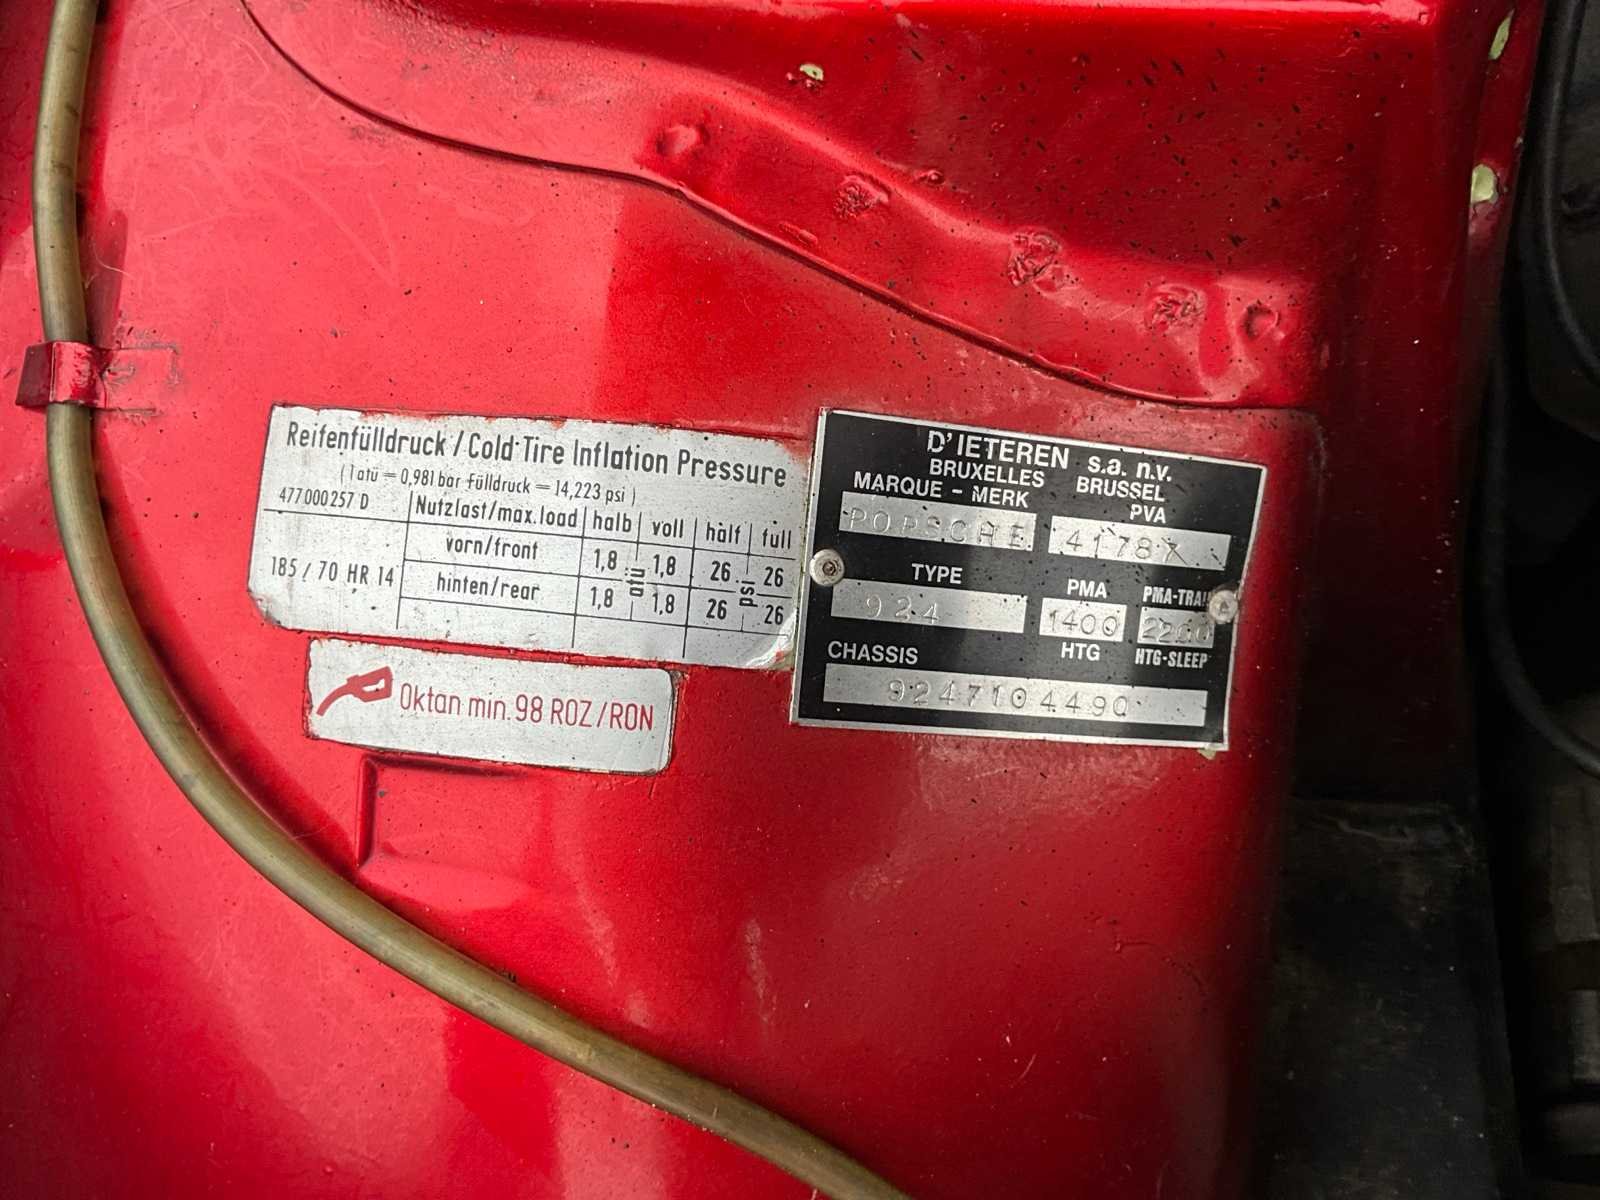 Reifenfülldruck / Cold Tire Inflation Pressure
( 1 atü = 0,981 bar Fülldruck = 14,223 psi )
477 000 257 D Nutzlast/max. load halb voll half full
185 / 70 HR 14 vorn/front 1,8 atü 1,8 26 psi 26
hinten/rear 1,8 1,8 26 26
Oktan min. 98 ROZ/RON
D'IETEREN s.a. n.v.
BRUXELLES BRUSSEL
MARQUE - MERK PVA
PORSCHE 4178X
TYPE PMA PMA-TRAIN
924 1400 2200
HTG HTG-SLEEP
CHASSIS
9247104490